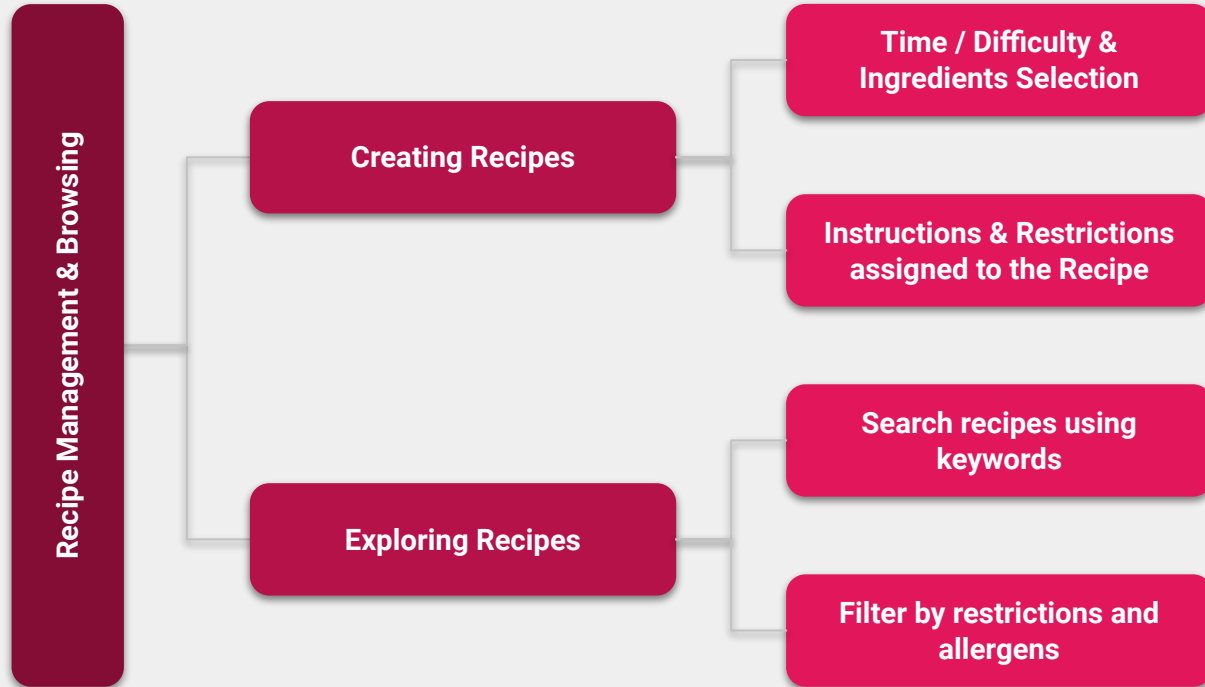 Recipe Management & Browsing
Creating Recipes
Time / Difficulty &
Ingredients Selection
Instructions & Restrictions
assigned to the Recipe
Exploring Recipes
Search recipes using
keywords
Filter by restrictions and
allergens